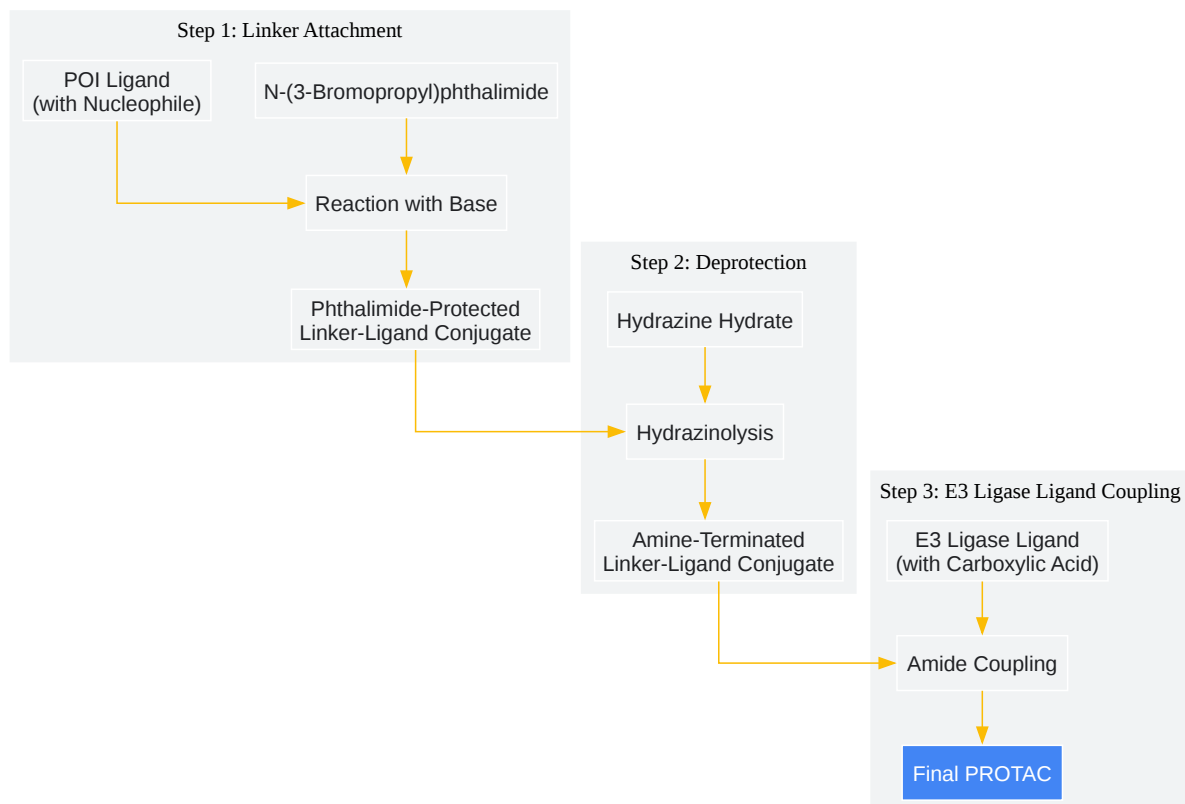 Step 1: Linker Attachment
POI Ligand
(with Nucleophile)
N-(3-Bromopropyl)phthalimide
Reaction with Base
Phthalimide-Protected
Linker-Ligand Conjugate
Step 2: Deprotection
Hydrazine Hydrate
Hydrazinolysis
Amine-Terminated
Linker-Ligand Conjugate
Step 3: E3 Ligase Ligand Coupling
E3 Ligase Ligand
(with Carboxylic Acid)
Amide Coupling
Final PROTAC